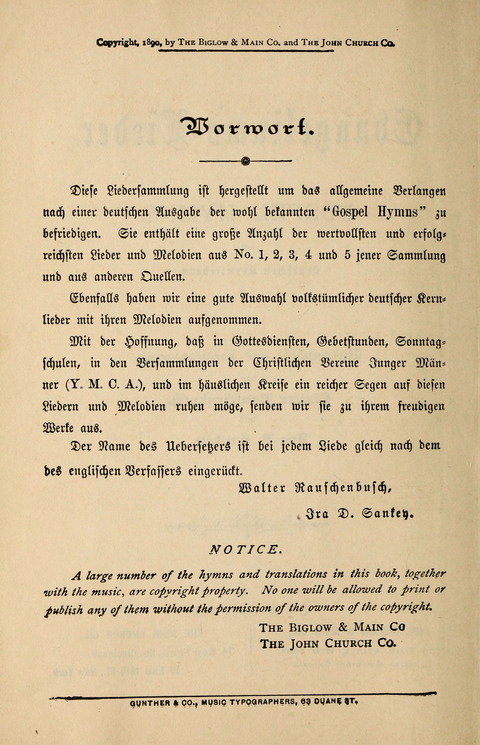 Copyright, 1890, by THE BIGLOW & MAIN CO. and THE JOHN CHURCH CO.
Vorwort.
Diese Liedersammlung ist hergestellt um das allgemeine Verlangen
nach einer deutschen Ausgabe der wohl bekannten “Gospel Hymns” zu
befriedigen. Sie enthält eine große Anzahl der wertvollsten und erfolg-
reichsten Lieder und Melodien aus No. 1, 2, 3, 4 und 5 jener Sammlung
und aus anderen Quellen.
Ebenfalls haben wir eine gute Auswahl volkstümlicher deutscher Kern-
lieder mit ihren Melodien aufgenommen.
Mit der Hoffnung, daß in Gottesdiensten, Gebetstunden, Sonntag-
schulen, in den Versammlungen der Christlichen Vereine Junger Män-
ner (Y. M. C. A.), und im häuslichen Kreise ein reicher Segen auf diesen
Liedern und Melodien ruhen möge, senden wir sie zu ihrem freudigen
Werke aus.
Der Name des Uebersetzers ist bei jedem Liede gleich nach dem
des englischen Verfassers eingerückt.
Walter Rauschenbusch,
Ira D. Sankey.
NOTICE.
A large number of the hymns and translations in this book, together
with the music, are copyright property. No one will be allowed to print or
publish any of them without the permission of the owners of the copyright.
THE BIGLOW & MAIN CO
THE JOHN CHURCH CO.
GUNTHER & CO., MUSIC TYPOGRAPHERS, 63 DUANE ST.